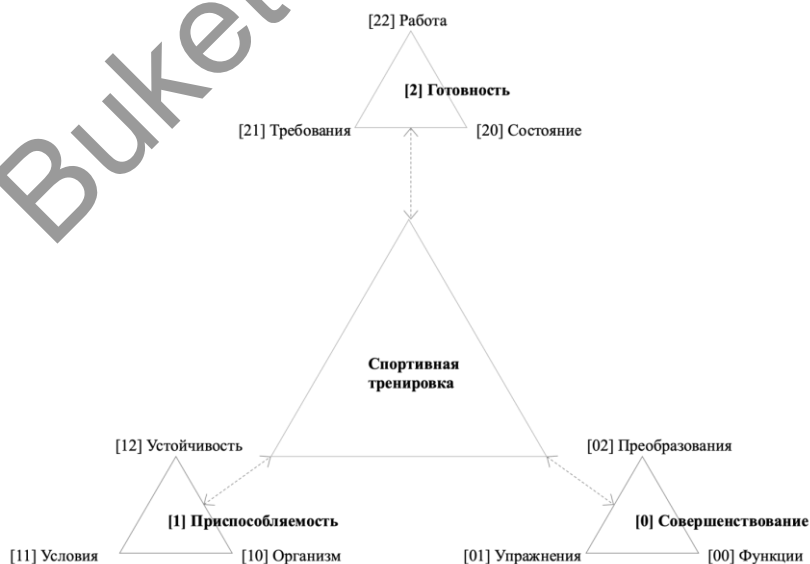 Buket
[22] Работа
[2] Готовность
[21] Требования
[20] Состояние
Спортивная
тренировка
[12] Устойчивость
[02] Преобразования
[1] Приспособляемость
[0] Совершенствование
[11] Условия
[10] Организм
[01] Упражнения
[00] Функции